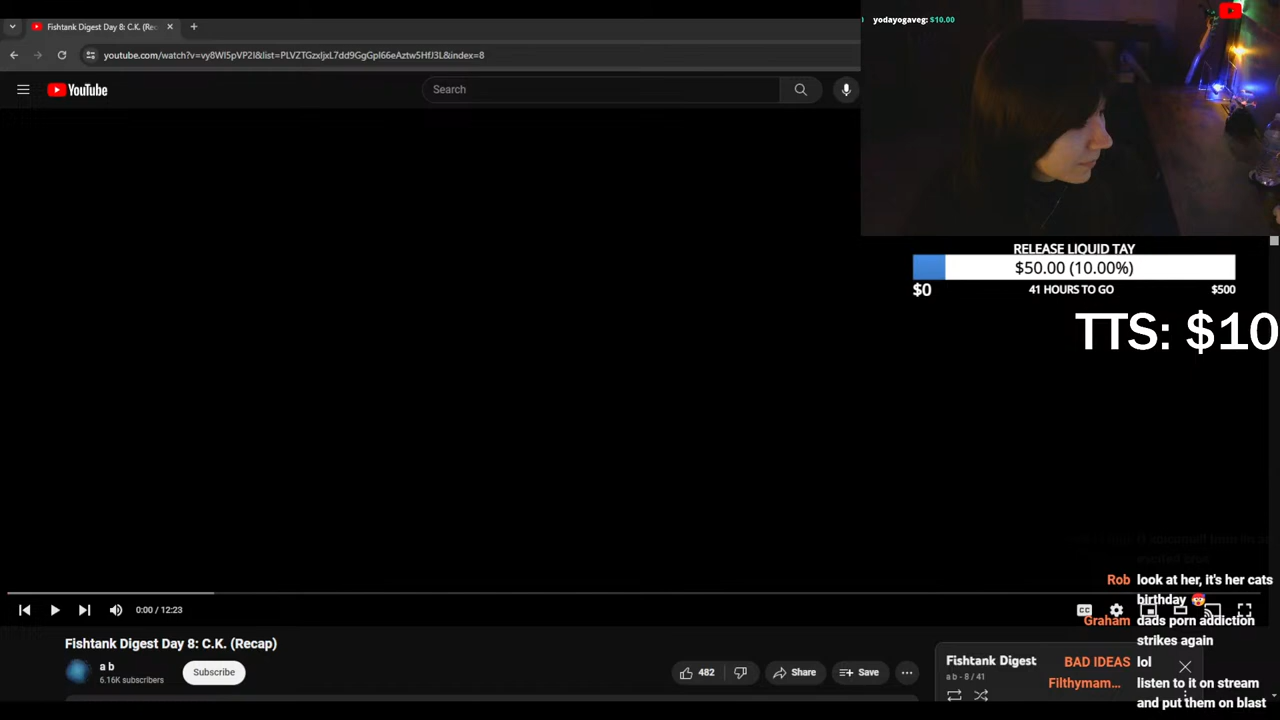 Fishtank Digest Day 8: C.K. (Rec
yodayogaveg: $10.00
youtube.com/watch?v=vy8Wl5pVP2I&list=PLVZTGzxljxL7dd9GgGpl66eAztw5HfJ3L&index=8
YouTube
Search
RELEASE LIQUID TAY
$50.00 (10.00%)
$0 41 HOURS TO GO $500
TTS: $10
Rob look at her, it's her cats
birthday
Graham dads porn addiction
strikes again
BAD IDEAS lol
Filthymam... listen to it on stream
and put them on blast
0:00 / 12:23
CC
Fishtank Digest Day 8: C.K. (Recap)
a b
6.16K subscribers
Subscribe
482
Share
Save
Fishtank Digest
a b - 8 / 41